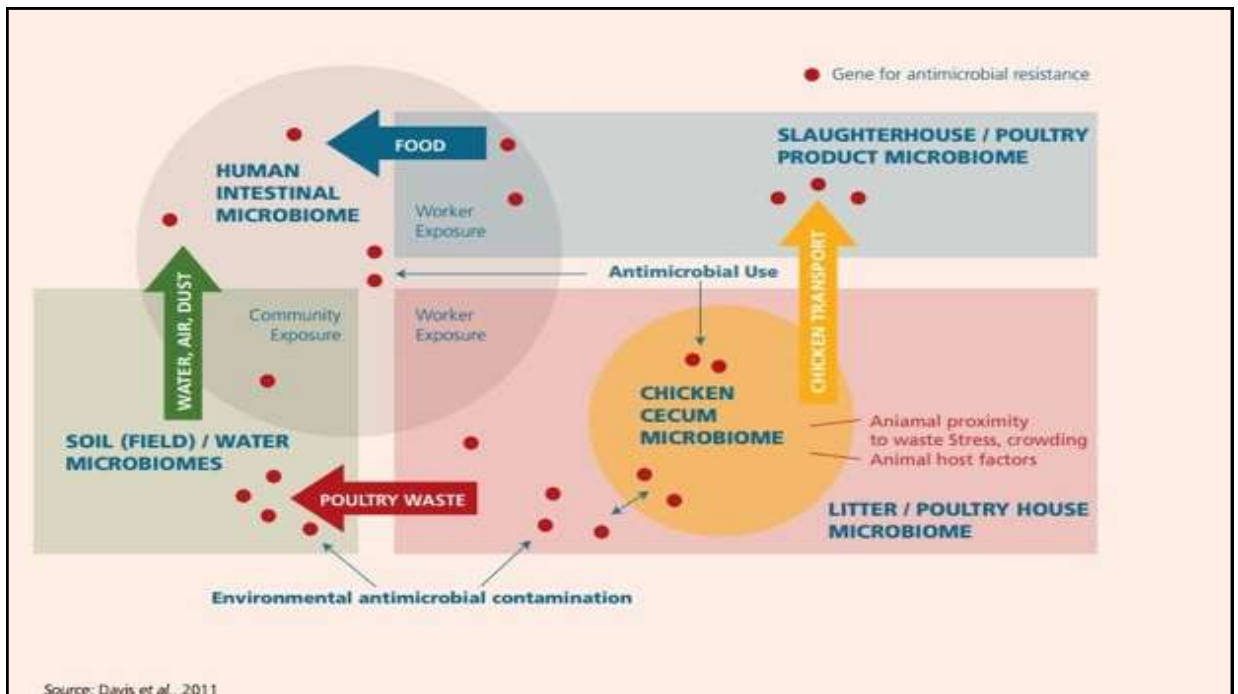 Gene for antimicrobial resistance
SLAUGHTERHOUSE / POULTRY
PRODUCT MICROBIOME
FOOD
HUMAN
INTESTINAL
MICROBIOME
Worker
Exposure
Antimicrobial Use
WATER, AIR, DUST
Community
Exposure
Worker
Exposure
CHICKEN TRANSPORT
CHICKEN
CECUM
MICROBIOME
Aniamal proximity
to waste Stress, crowding
Animal host factors
SOIL (FIELD) / WATER
MICROBIOMES
POULTRY WASTE
LITTER / POULTRY HOUSE
MICROBIOME
Environmental antimicrobial contamination
Source: Davis et al., 2011